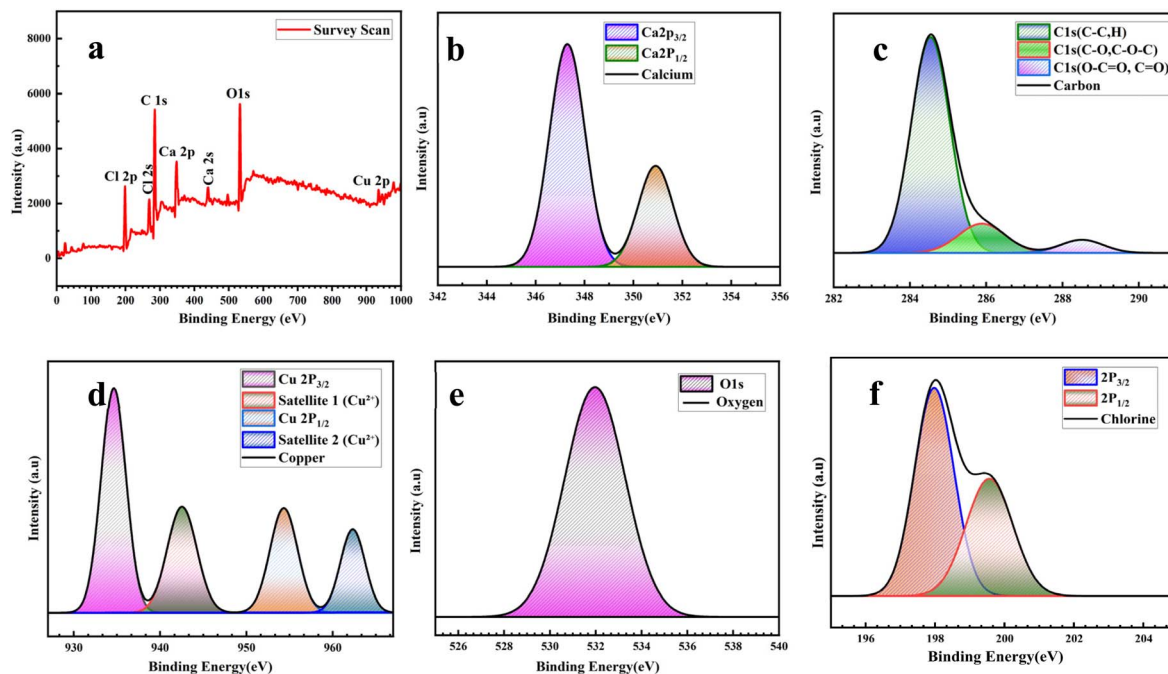 a
Survey Scan
8000
6000
4000
2000
0
Intensity (a.u)
Cl 2p
Cl 2s
C 1s
Ca 2p
Ca 2s
O1s
Cu 2p
0 100 200 300 400 500 600 700 800 900 1000
Binding Energy (eV)
b
Ca2p3/2
Ca2P1/2
Calcium
Intensity (a.u)
342 344 346 348 350 352 354 356
Binding Energy(eV)
c
C1s(C-C,H)
C1s(C-O,C-O-C)
C1s(O-C=O, C=O)
Carbon
Intensity (a.u)
282 284 286 288 290
Binding Energy (eV)
d
Cu 2P3/2
Satellite 1 (Cu²⁺)
Cu 2P1/2
Satellite 2 (Cu²⁺)
Copper
Intensity (a.u)
930 940 950 960
Binding Energy(eV)
e
O1s
Oxygen
Intensity (a.u)
526 528 530 532 534 536 538 540
Binding Energy(eV)
f
2P3/2
2P1/2
Chlorine
Intensity (a.u)
196 198 200 202 204
Binding Energy(eV)